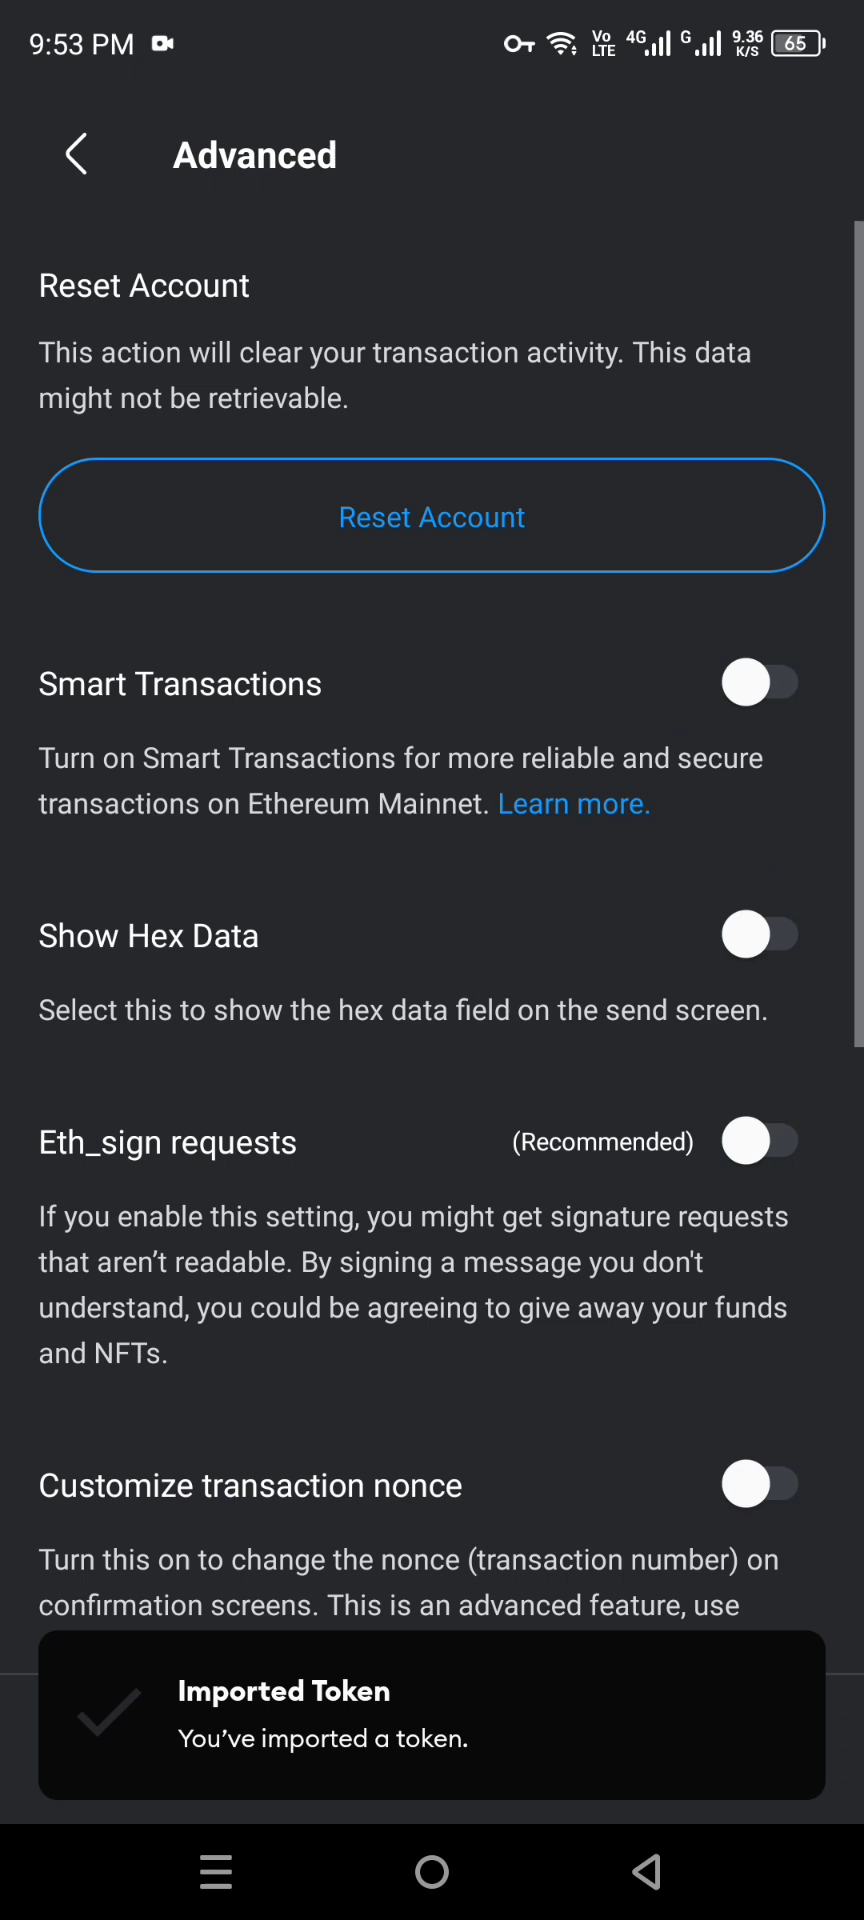 9:53 PM
Vo LTE 4G G 9.36 K/S 65
Advanced
Reset Account
This action will clear your transaction activity. This data
might not be retrievable.
Reset Account
Smart Transactions
Turn on Smart Transactions for more reliable and secure
transactions on Ethereum Mainnet. Learn more.
Show Hex Data
Select this to show the hex data field on the send screen.
Eth_sign requests (Recommended)
If you enable this setting, you might get signature requests
that aren’t readable. By signing a message you don't
understand, you could be agreeing to give away your funds
and NFTs.
Customize transaction nonce
Turn this on to change the nonce (transaction number) on
confirmation screens. This is an advanced feature, use
Imported Token
You’ve imported a token.